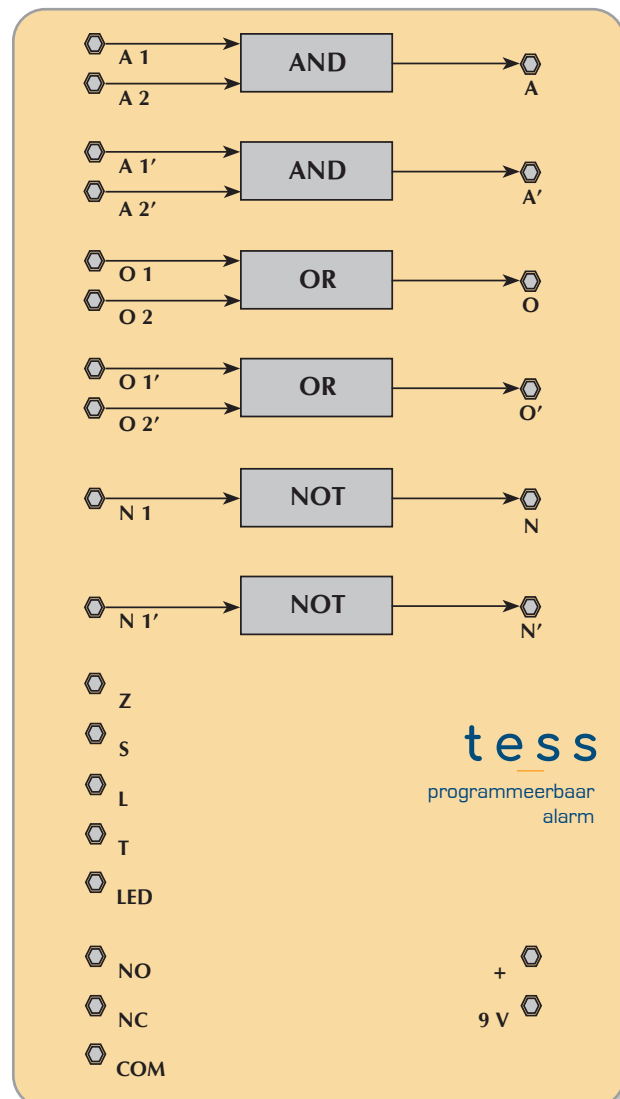 A 1
AND
A
A 2
A 1′
AND
A′
A 2′
O 1
OR
O
O 2
O 1′
OR
O′
O 2′
N 1
NOT
N
N 1′
NOT
N′
Z
S
L
T
LED
tess
programmeerbaar
alarm
NO
+
NC
9 V
COM